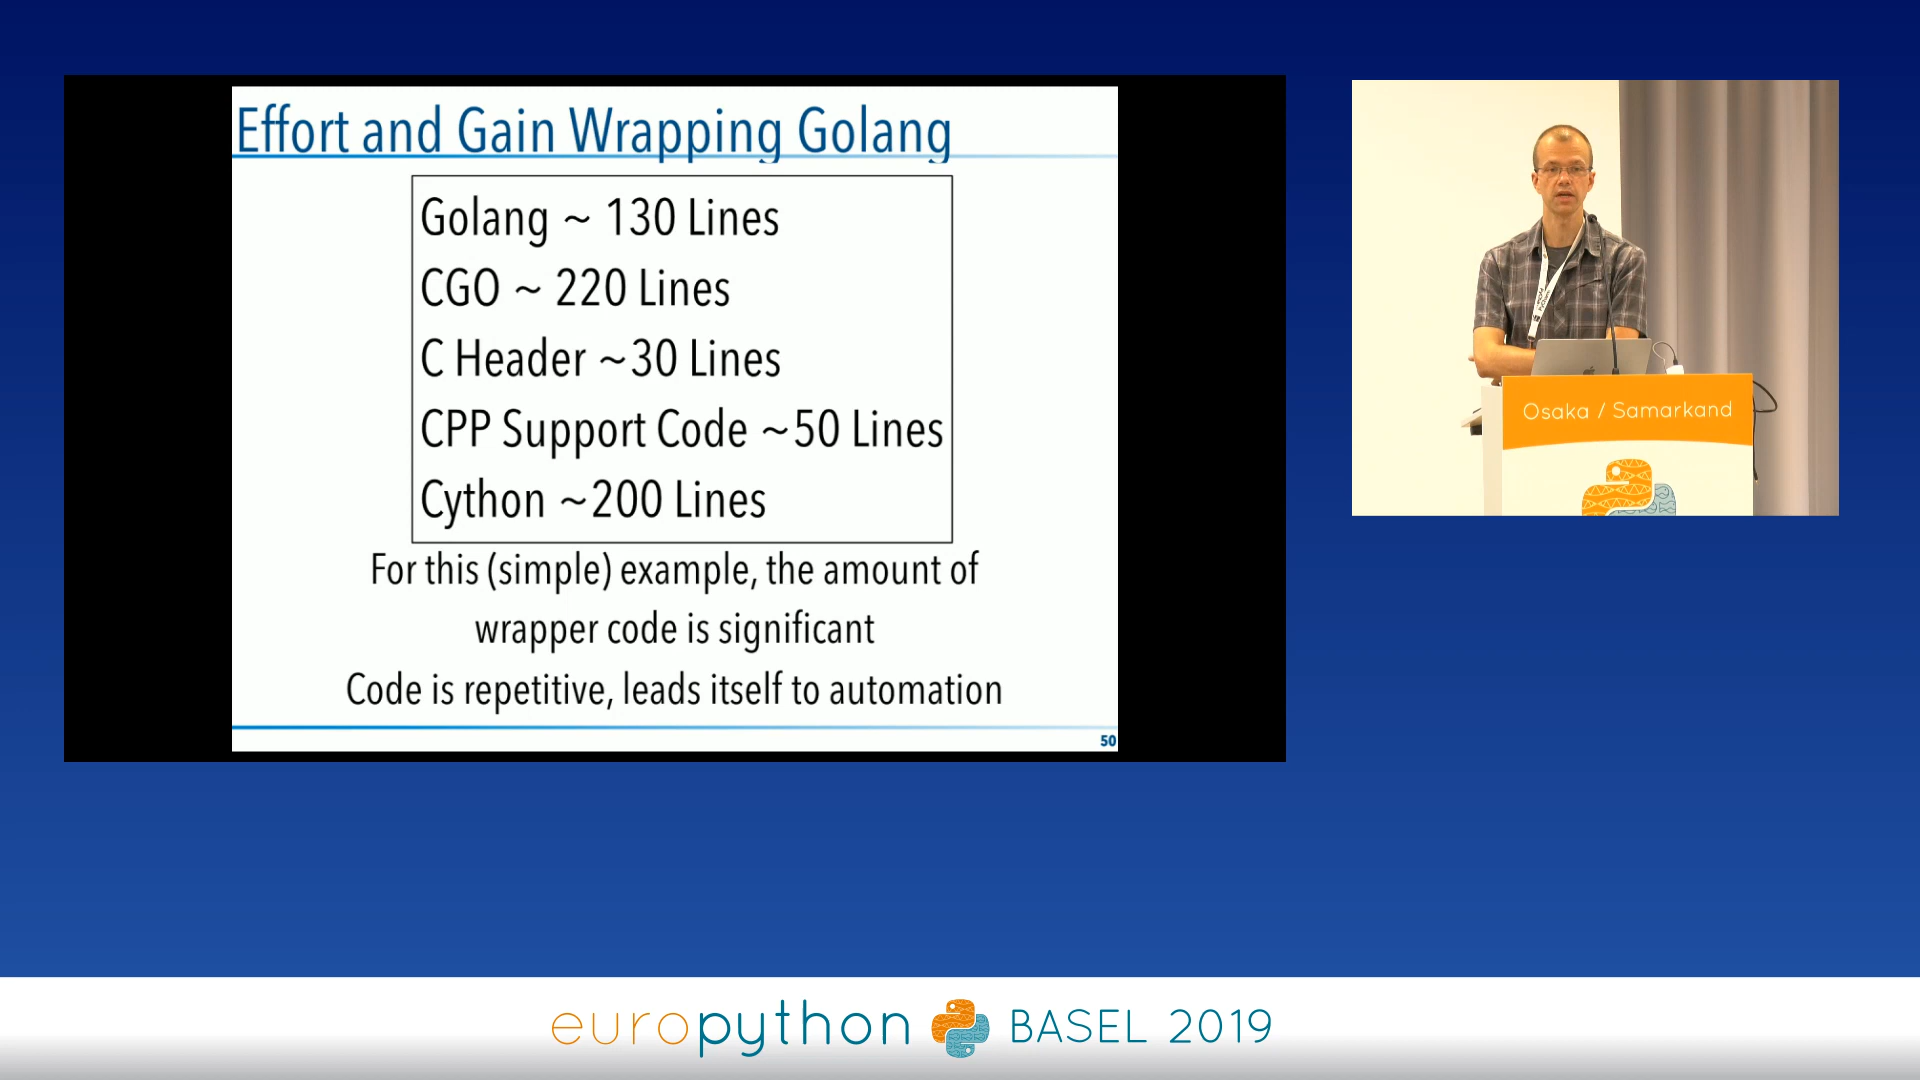 Effort and Gain Wrapping Golang
Golang ~ 130 Lines
CGO ~ 220 Lines
C Header ~30 Lines
CPP Support Code ~50 Lines
Cython ~200 Lines
For this (simple) example, the amount of
wrapper code is significant
Code is repetitive, leads itself to automation
50
Osaka / Samarkand
europython BASEL 2019